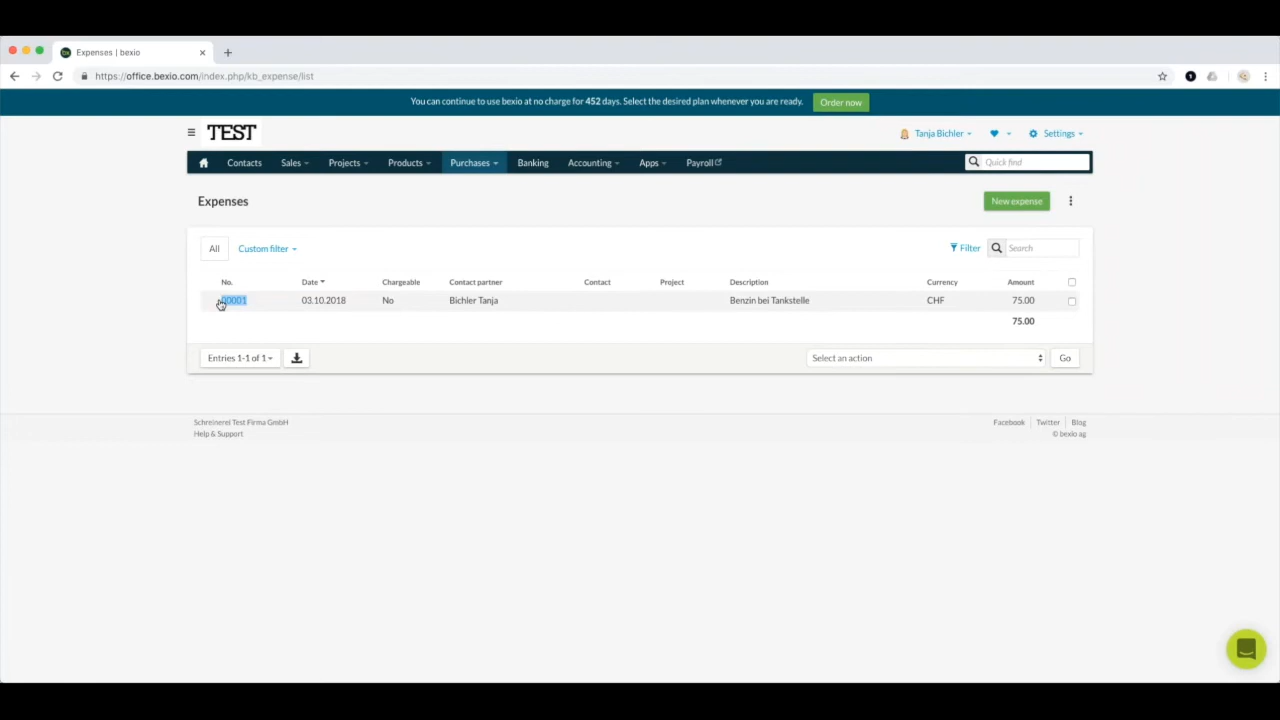 Expenses | bexio
https://office.bexio.com/index.php/kb_expense/list
You can continue to use bexio at no charge for 452 days. Select the desired plan whenever you are ready. Order now
TEST
Tanja Bichler Settings
Contacts Sales Projects Products Purchases Banking Accounting Apps Payroll Quick find
Expenses New expense
All Custom filter Filter Search
No. Date Chargeable Contact partner Contact Project Description Currency Amount
00001 03.10.2018 No Bichler Tanja Benzin bei Tankstelle CHF 75.00
75.00
Entries 1-1 of 1 Select an action Go
Schreinerei Test Firma GmbH Facebook Twitter Blog
Help & Support © bexio ag